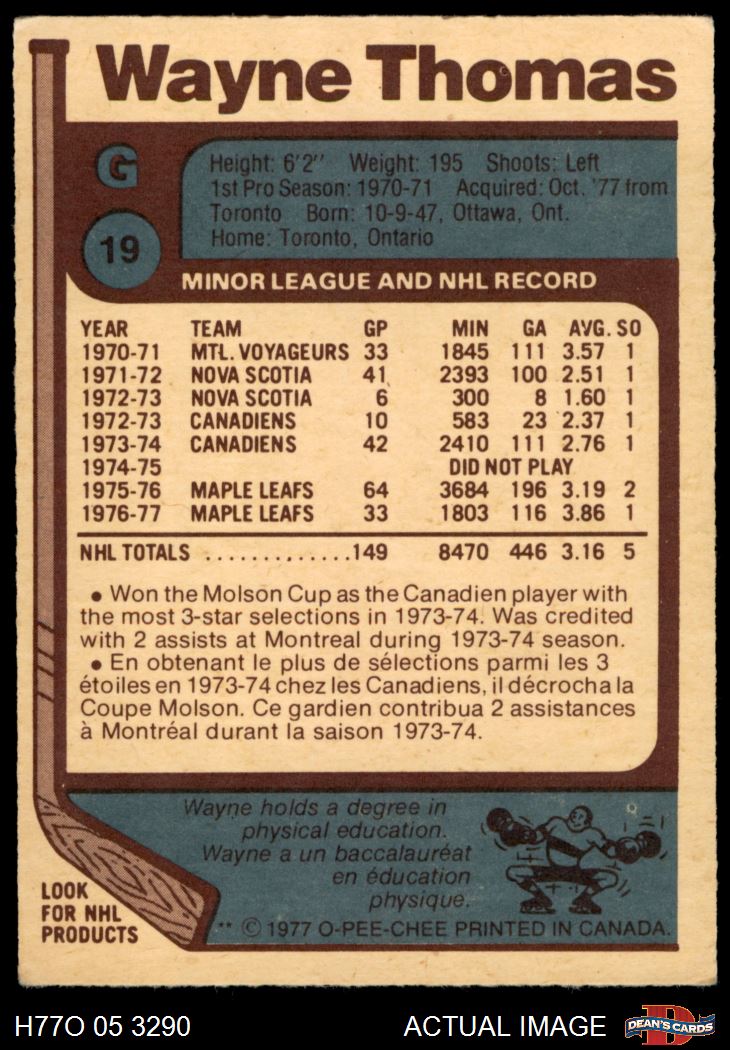 Wayne Thomas
G
19
Height: 6'2" Weight: 195 Shoots: Left
1st Pro Season: 1970-71 Acquired: Oct. '77 from
Toronto Born: 10-9-47, Ottawa, Ont.
Home: Toronto, Ontario
MINOR LEAGUE AND NHL RECORD
YEAR TEAM GP MIN GA AVG. SO
1970-71 MTL. VOYAGEURS 33 1845 111 3.57 1
1971-72 NOVA SCOTIA 41 2393 100 2.51 1
1972-73 NOVA SCOTIA 6 300 8 1.60 1
1972-73 CANADIENS 10 583 23 2.37 1
1973-74 CANADIENS 42 2410 111 2.76 1
1974-75 DID NOT PLAY
1975-76 MAPLE LEAFS 64 3684 196 3.19 2
1976-77 MAPLE LEAFS 33 1803 116 3.86 1
NHL TOTALS .............149 8470 446 3.16 5
• Won the Molson Cup as the Canadien player with
the most 3-star selections in 1973-74. Was credited
with 2 assists at Montreal during 1973-74 season.
• En obtenant le plus de sélections parmi les 3
étoiles en 1973-74 chez les Canadiens, il décrocha la
Coupe Molson. Ce gardien contribua 2 assistances
à Montréal durant la saison 1973-74.
Wayne holds a degree in
physical education.
Wayne a un baccalauréat
en éducation
physique.
LOOK
FOR NHL
PRODUCTS
** © 1977 O-PEE-CHEE PRINTED IN CANADA.
H77O 05 3290 ACTUAL IMAGE
D
DEAN'S CARDS